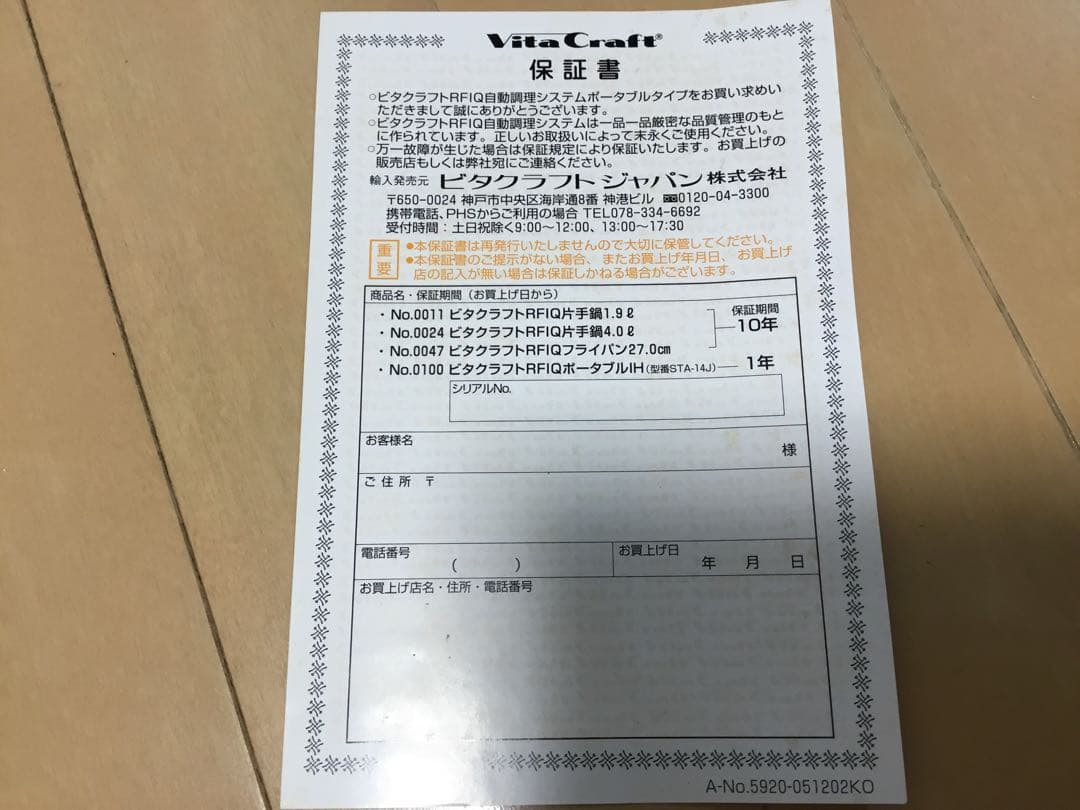 Vita Craft®
保証書
○ビタクラフトRFIQ自動調理システムポータブルタイプをお買い求めい
ただきまして誠にありがとうございます。
○ビタクラフトRFIQ自動調理システムは一品一品厳密な品質管理のもと
に作られています。正しいお取扱いによって末永くご使用ください。
○万一故障が生じた場合は保証規定により保証いたします。お買上げの
販売店もしくは弊社宛にご連絡ください。
輸入発売元 ビタクラフトジャパン株式会社
〒650-0024 神戸市中央区海岸通8番 神港ビル 0120-04-3300
携帯電話、PHSからご利用の場合 TEL078-334-6692
受付時間：土日祝除く9:00〜12:00、13:00〜17:30
重要
●本保証書は再発行いたしませんので大切に保管してください。
●本保証書のご提示がない場合、またお買上げ年月日、お買上げ
店の記入が無い場合は保証しかねる場合がございます。
商品名・保証期間（お買上げ日から）
・No.0011 ビタクラフトRFIQ片手鍋1.9ℓ
・No.0024 ビタクラフトRFIQ片手鍋4.0ℓ
・No.0047 ビタクラフトRFIQフライパン27.0cm
保証期間
10年
・No.0100 ビタクラフトRFIQポータブルIH（型番STA-14J） 1年
シリアルNo.
お客様名
様
ご住所 〒
電話番号
( )
お買上げ日
年 月 日
お買上げ店名・住所・電話番号
A-No.5920-051202KO